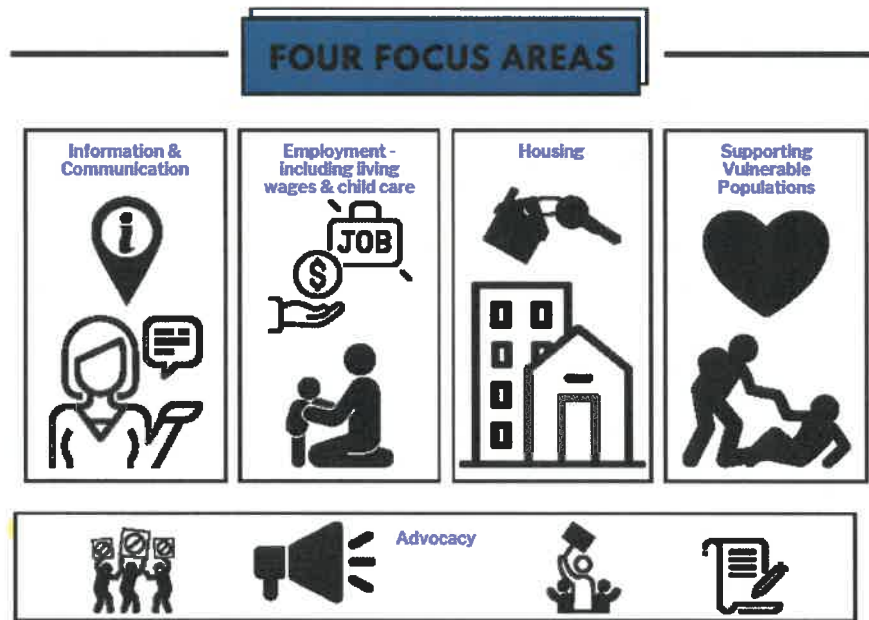 FOUR FOCUS AREAS
Information &
Communication
i
Employment -
including living
wages & child care
JOB
$
Housing
Supporting
Vulnerable
Populations
Advocacy